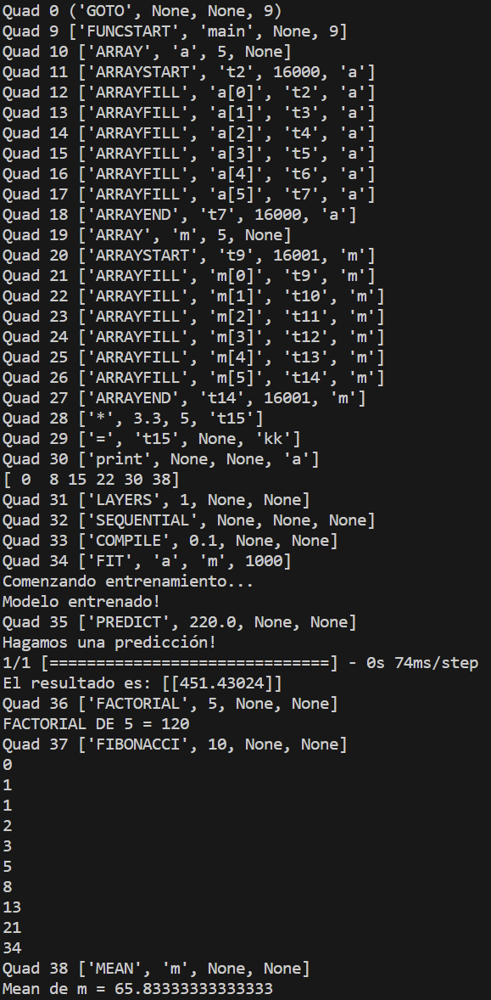 Quad 0 ('GOTO', None, None, 9)
Quad 9 ['FUNCSTART', 'main', None, 9]
Quad 10 ['ARRAY', 'a', 5, None]
Quad 11 ['ARRAYSTART', 't2', 16000, 'a']
Quad 12 ['ARRAYFILL', 'a[0]', 't2', 'a']
Quad 13 ['ARRAYFILL', 'a[1]', 't3', 'a']
Quad 14 ['ARRAYFILL', 'a[2]', 't4', 'a']
Quad 15 ['ARRAYFILL', 'a[3]', 't5', 'a']
Quad 16 ['ARRAYFILL', 'a[4]', 't6', 'a']
Quad 17 ['ARRAYFILL', 'a[5]', 't7', 'a']
Quad 18 ['ARRAYEND', 't7', 16000, 'a']
Quad 19 ['ARRAY', 'm', 5, None]
Quad 20 ['ARRAYSTART', 't9', 16001, 'm']
Quad 21 ['ARRAYFILL', 'm[0]', 't9', 'm']
Quad 22 ['ARRAYFILL', 'm[1]', 't10', 'm']
Quad 23 ['ARRAYFILL', 'm[2]', 't11', 'm']
Quad 24 ['ARRAYFILL', 'm[3]', 't12', 'm']
Quad 25 ['ARRAYFILL', 'm[4]', 't13', 'm']
Quad 26 ['ARRAYFILL', 'm[5]', 't14', 'm']
Quad 27 ['ARRAYEND', 't14', 16001, 'm']
Quad 28 ['*', 3.3, 5, 't15']
Quad 29 ['=', 't15', None, 'kk']
Quad 30 ['print', None, None, 'a']
[ 0  8 15 22 30 38]
Quad 31 ['LAYERS', 1, None, None]
Quad 32 ['SEQUENTIAL', None, None, None]
Quad 33 ['COMPILE', 0.1, None, None]
Quad 34 ['FIT', 'a', 'm', 1000]
Comenzando entrenamiento...
Modelo entrenado!
Quad 35 ['PREDICT', 220.0, None, None]
Hagamos una predicción!
1/1 [==============================] - 0s 74ms/step
El resultado es: [[451.43024]]
Quad 36 ['FACTORIAL', 5, None, None]
FACTORIAL DE 5 = 120
Quad 37 ['FIBONACCI', 10, None, None]
0
1
1
2
3
5
8
13
21
34
Quad 38 ['MEAN', 'm', None, None]
Mean de m = 65.83333333333333